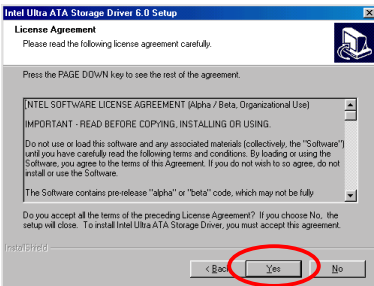 Intel Ultra ATA Storage Driver 6.0 Setup
License Agreement
Please read the following license agreement carefully.
Press the PAGE DOWN key to see the rest of the agreement.
INTEL SOFTWARE LICENSE AGREEMENT (Alpha / Beta, Organizational Use)
IMPORTANT - READ BEFORE COPYING, INSTALLING OR USING.
Do not use or load this software and any associated materials (collectively, the "Software")
until you have carefully read the following terms and conditions. By loading or using the
Software, you agree to the terms of this Agreement. If you do not wish to so agree, do not
install or use the Software.
The Software contains pre-release "alpha" or "beta" code, which may not be fully
Do you accept all the terms of the preceding License Agreement? If you choose No, the
setup will close. To install Intel Ultra ATA Storage Driver, you must accept this agreement.
InstallShield
< Back Yes No